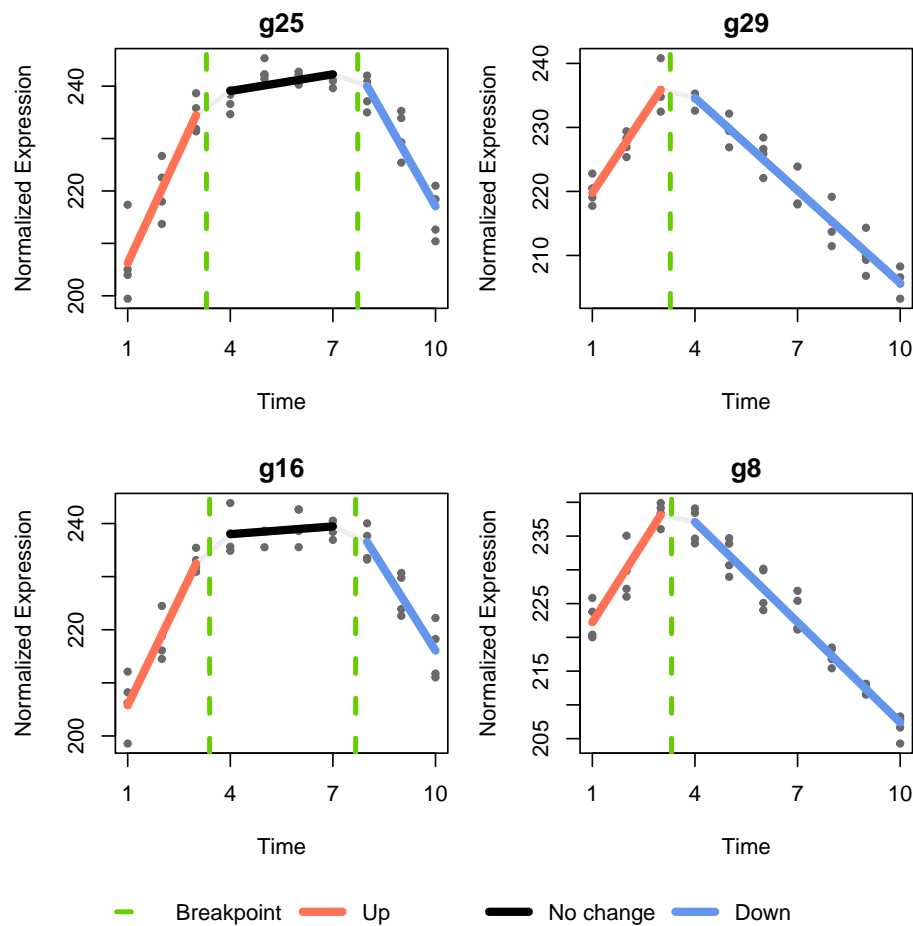 g25
Normalized Expression
240
220
200
1 4 7 10
Time
g29
Normalized Expression
240
230
220
210
1 4 7 10
Time
g16
Normalized Expression
240
220
200
1 4 7 10
Time
g8
Normalized Expression
235
225
215
205
1 4 7 10
Time
Breakpoint Up No change Down